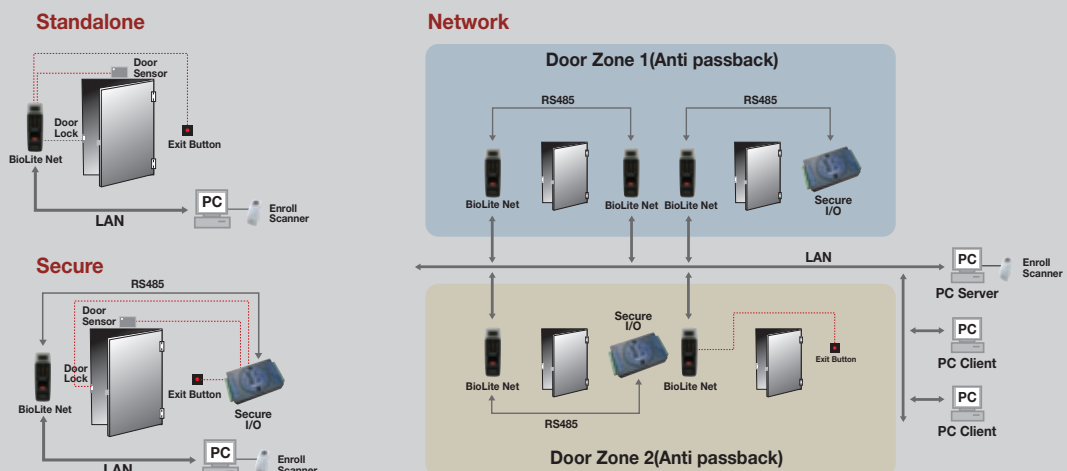 Standalone
Door
Sensor
Door
Lock
BioLite Net
Exit Button
LAN
PC
Enroll
Scanner
Secure
RS485
Door
Sensor
Door
Lock
BioLite Net
Exit Button
Secure
I/O
LAN
PC
Enroll
Scanner
Network
Door Zone 1(Anti passback)
RS485
RS485
BioLite Net
BioLite Net
BioLite Net
Secure
I/O
LAN
PC
Enroll
Scanner
PC Server
PC
PC Client
PC
PC Client
BioLite Net
Secure
I/O
BioLite Net
Exit Button
RS485
Door Zone 2(Anti passback)